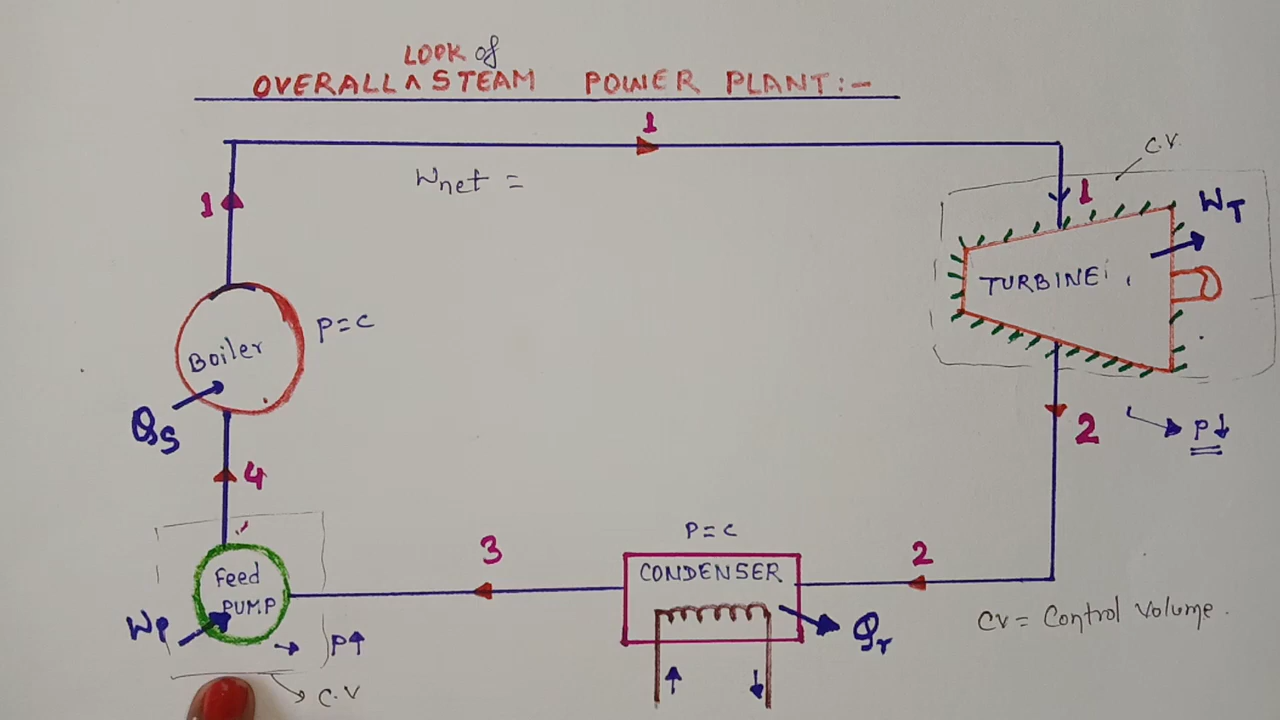 LOOK of
OVERALL ∧ STEAM POWER PLANT:-
1
Wnet =
C.V.
1
1
WT
TURBINE
Boiler
P=C
QS
2
P↓
4
3
P=C
2
Feed
PUMP
CONDENSER
WP
P↑
Qr
CV = Control Volume.
C.V